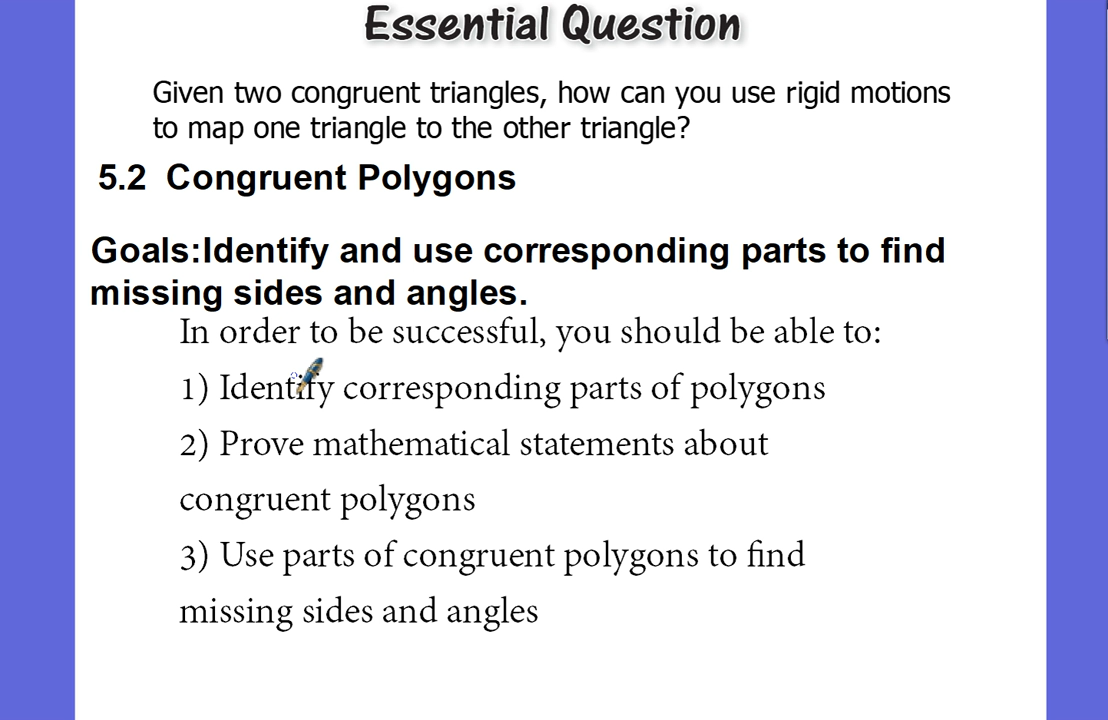 Essential Question
Given two congruent triangles, how can you use rigid motions
to map one triangle to the other triangle?
5.2 Congruent Polygons
Goals:Identify and use corresponding parts to find
missing sides and angles.
In order to be successful, you should be able to:
1) Identify corresponding parts of polygons
2) Prove mathematical statements about
congruent polygons
3) Use parts of congruent polygons to find
missing sides and angles